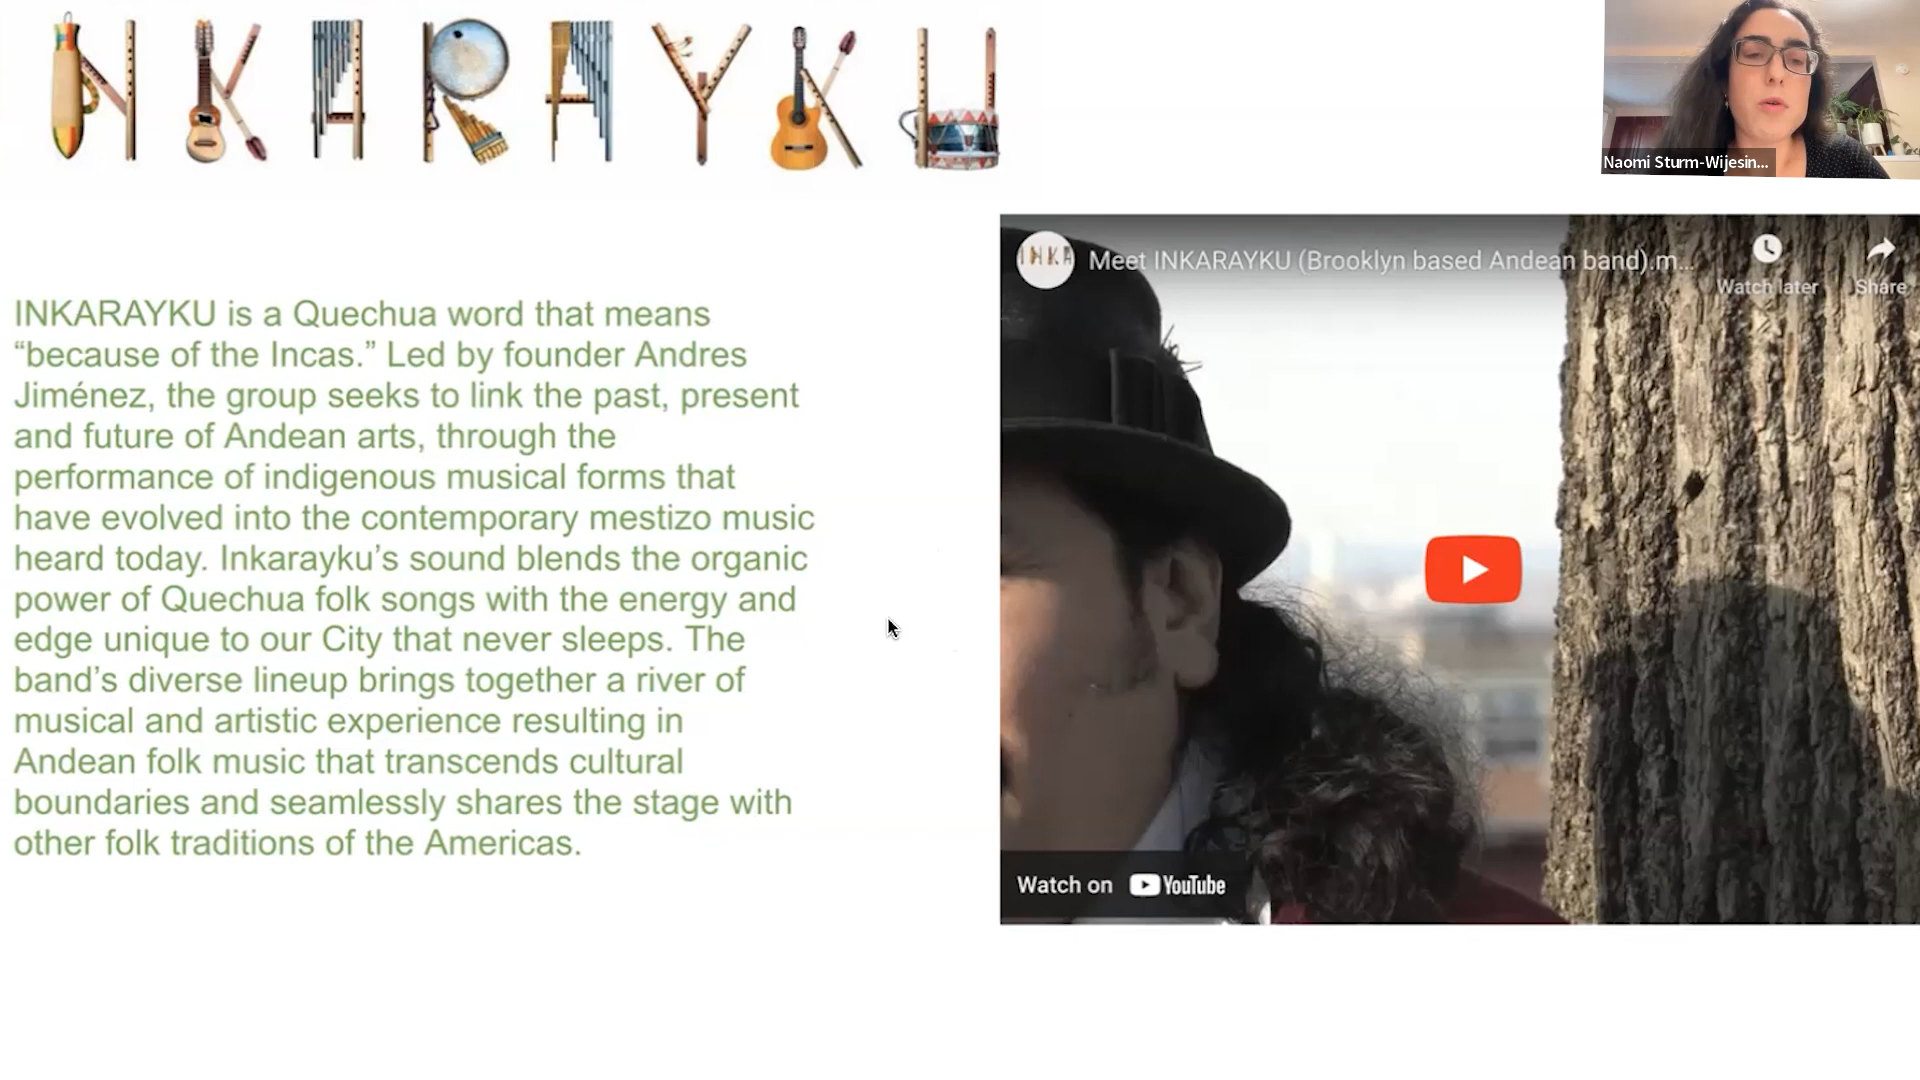 INKARAYKU
Naomi Sturm-Wijesin...
INKA
Meet INKARAYKU (Brooklyn based Andean band).m...
Watch later
Share
INKARAYKU is a Quechua word that means
“because of the Incas.” Led by founder Andres
Jiménez, the group seeks to link the past, present
and future of Andean arts, through the
performance of indigenous musical forms that
have evolved into the contemporary mestizo music
heard today. Inkarayku’s sound blends the organic
power of Quechua folk songs with the energy and
edge unique to our City that never sleeps. The
band’s diverse lineup brings together a river of
musical and artistic experience resulting in
Andean folk music that transcends cultural
boundaries and seamlessly shares the stage with
other folk traditions of the Americas.
Watch on YouTube